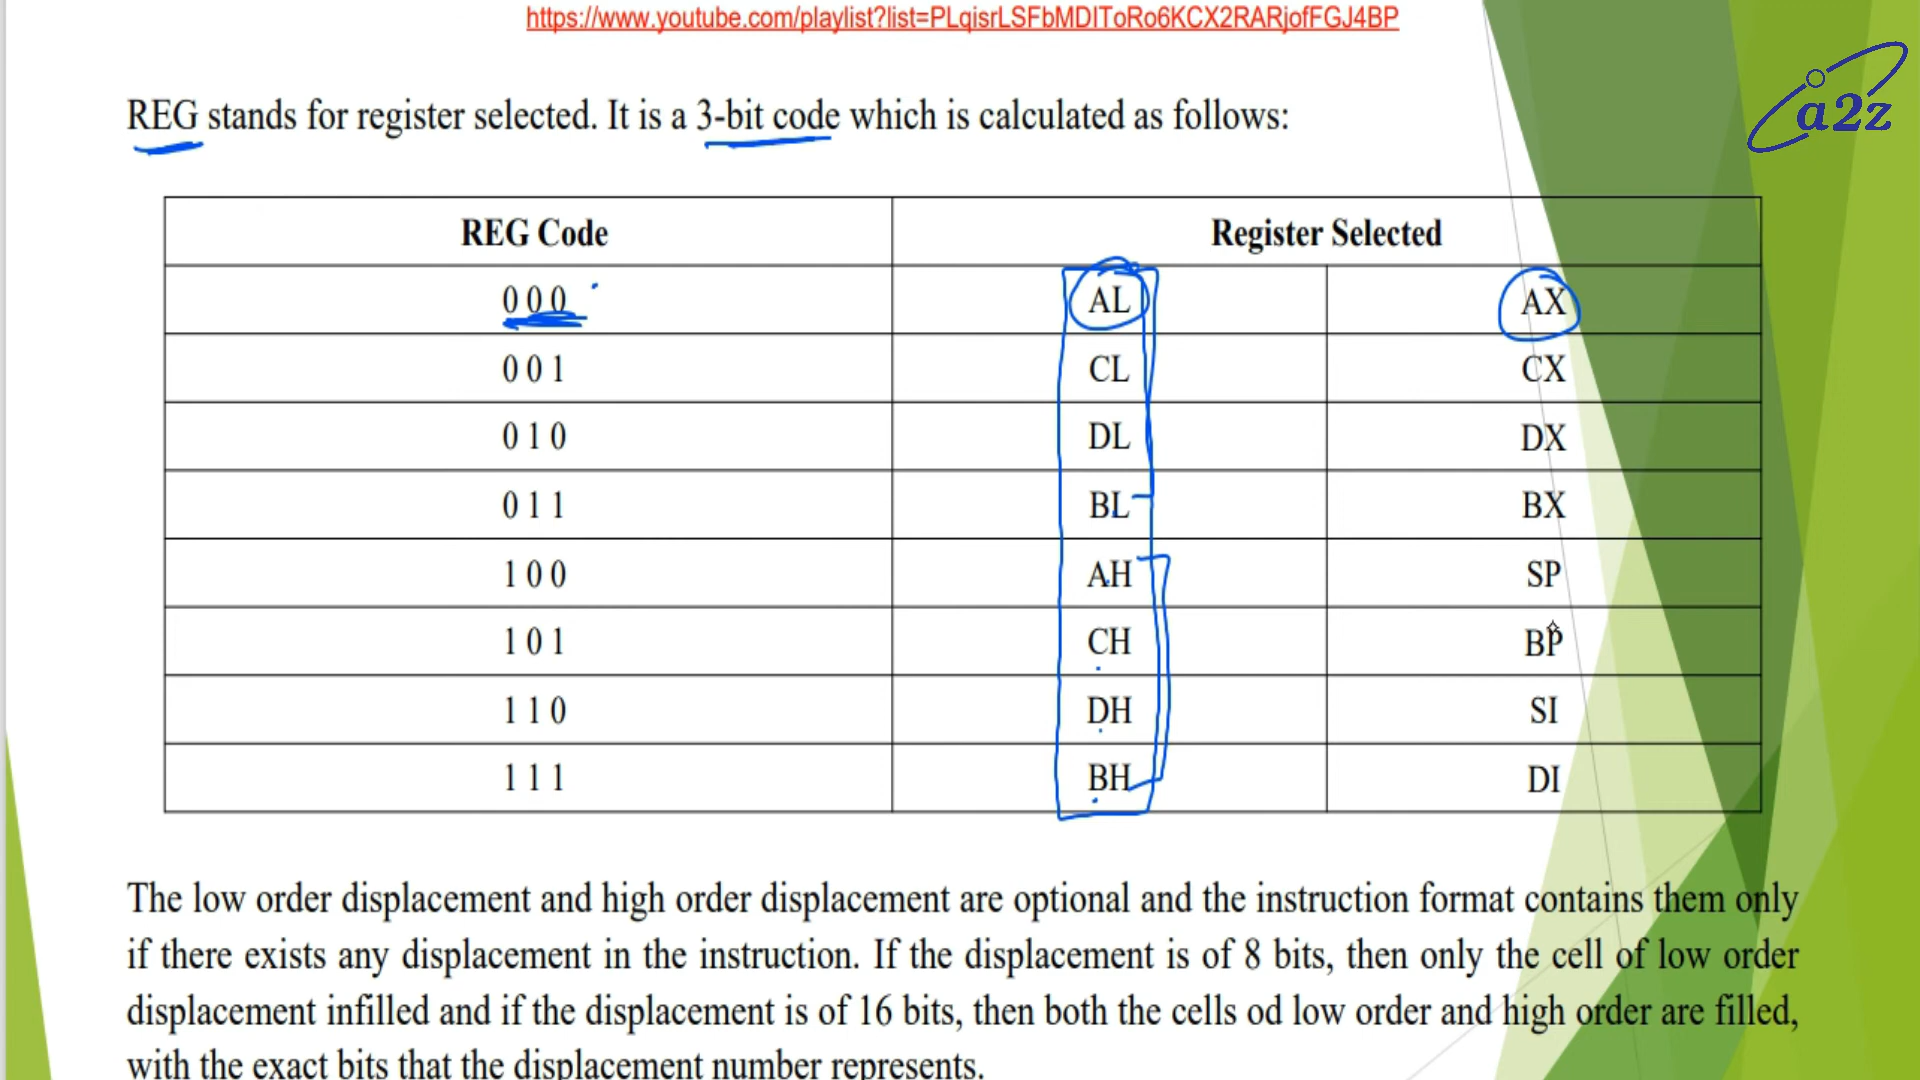 https://www.youtube.com/playlist?list=PLqisrLSFbMDIToRo6KCX2RARjofFGJ4BP
a2z
REG stands for register selected. It is a 3-bit code which is calculated as follows:
REG Code Register Selected
0 0 0 AL AX
0 0 1 CL CX
0 1 0 DL DX
0 1 1 BL BX
1 0 0 AH SP
1 0 1 CH BP
1 1 0 DH SI
1 1 1 BH DI
The low order displacement and high order displacement are optional and the instruction format contains them only
if there exists any displacement in the instruction. If the displacement is of 8 bits, then only the cell of low order
displacement infilled and if the displacement is of 16 bits, then both the cells od low order and high order are filled,
with the exact bits that the displacement number represents.